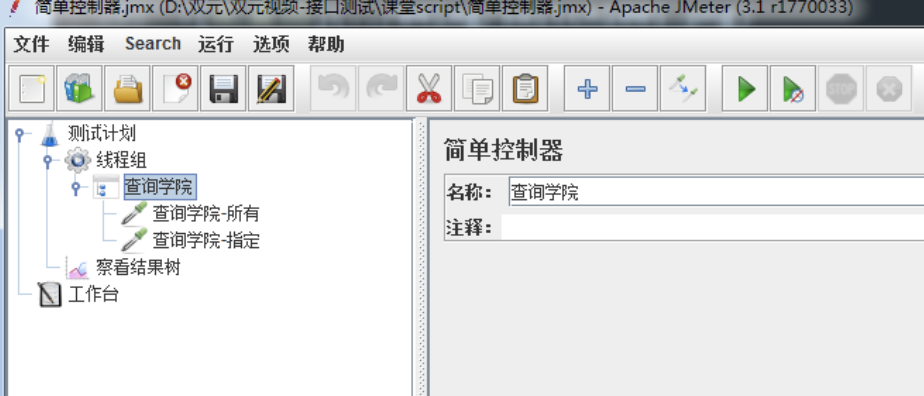 简单控制器.jmx (D:\双元\双元视频-接口测试\课堂script\简单控制器.jmx) - Apache JMeter (3.1 r1770033)
文件 编辑 Search 运行 选项 帮助
STOP
测试计划
线程组
查询学院
查询学院-所有
查询学院-指定
察看结果树
工作台
简单控制器
名称： 查询学院
注释：